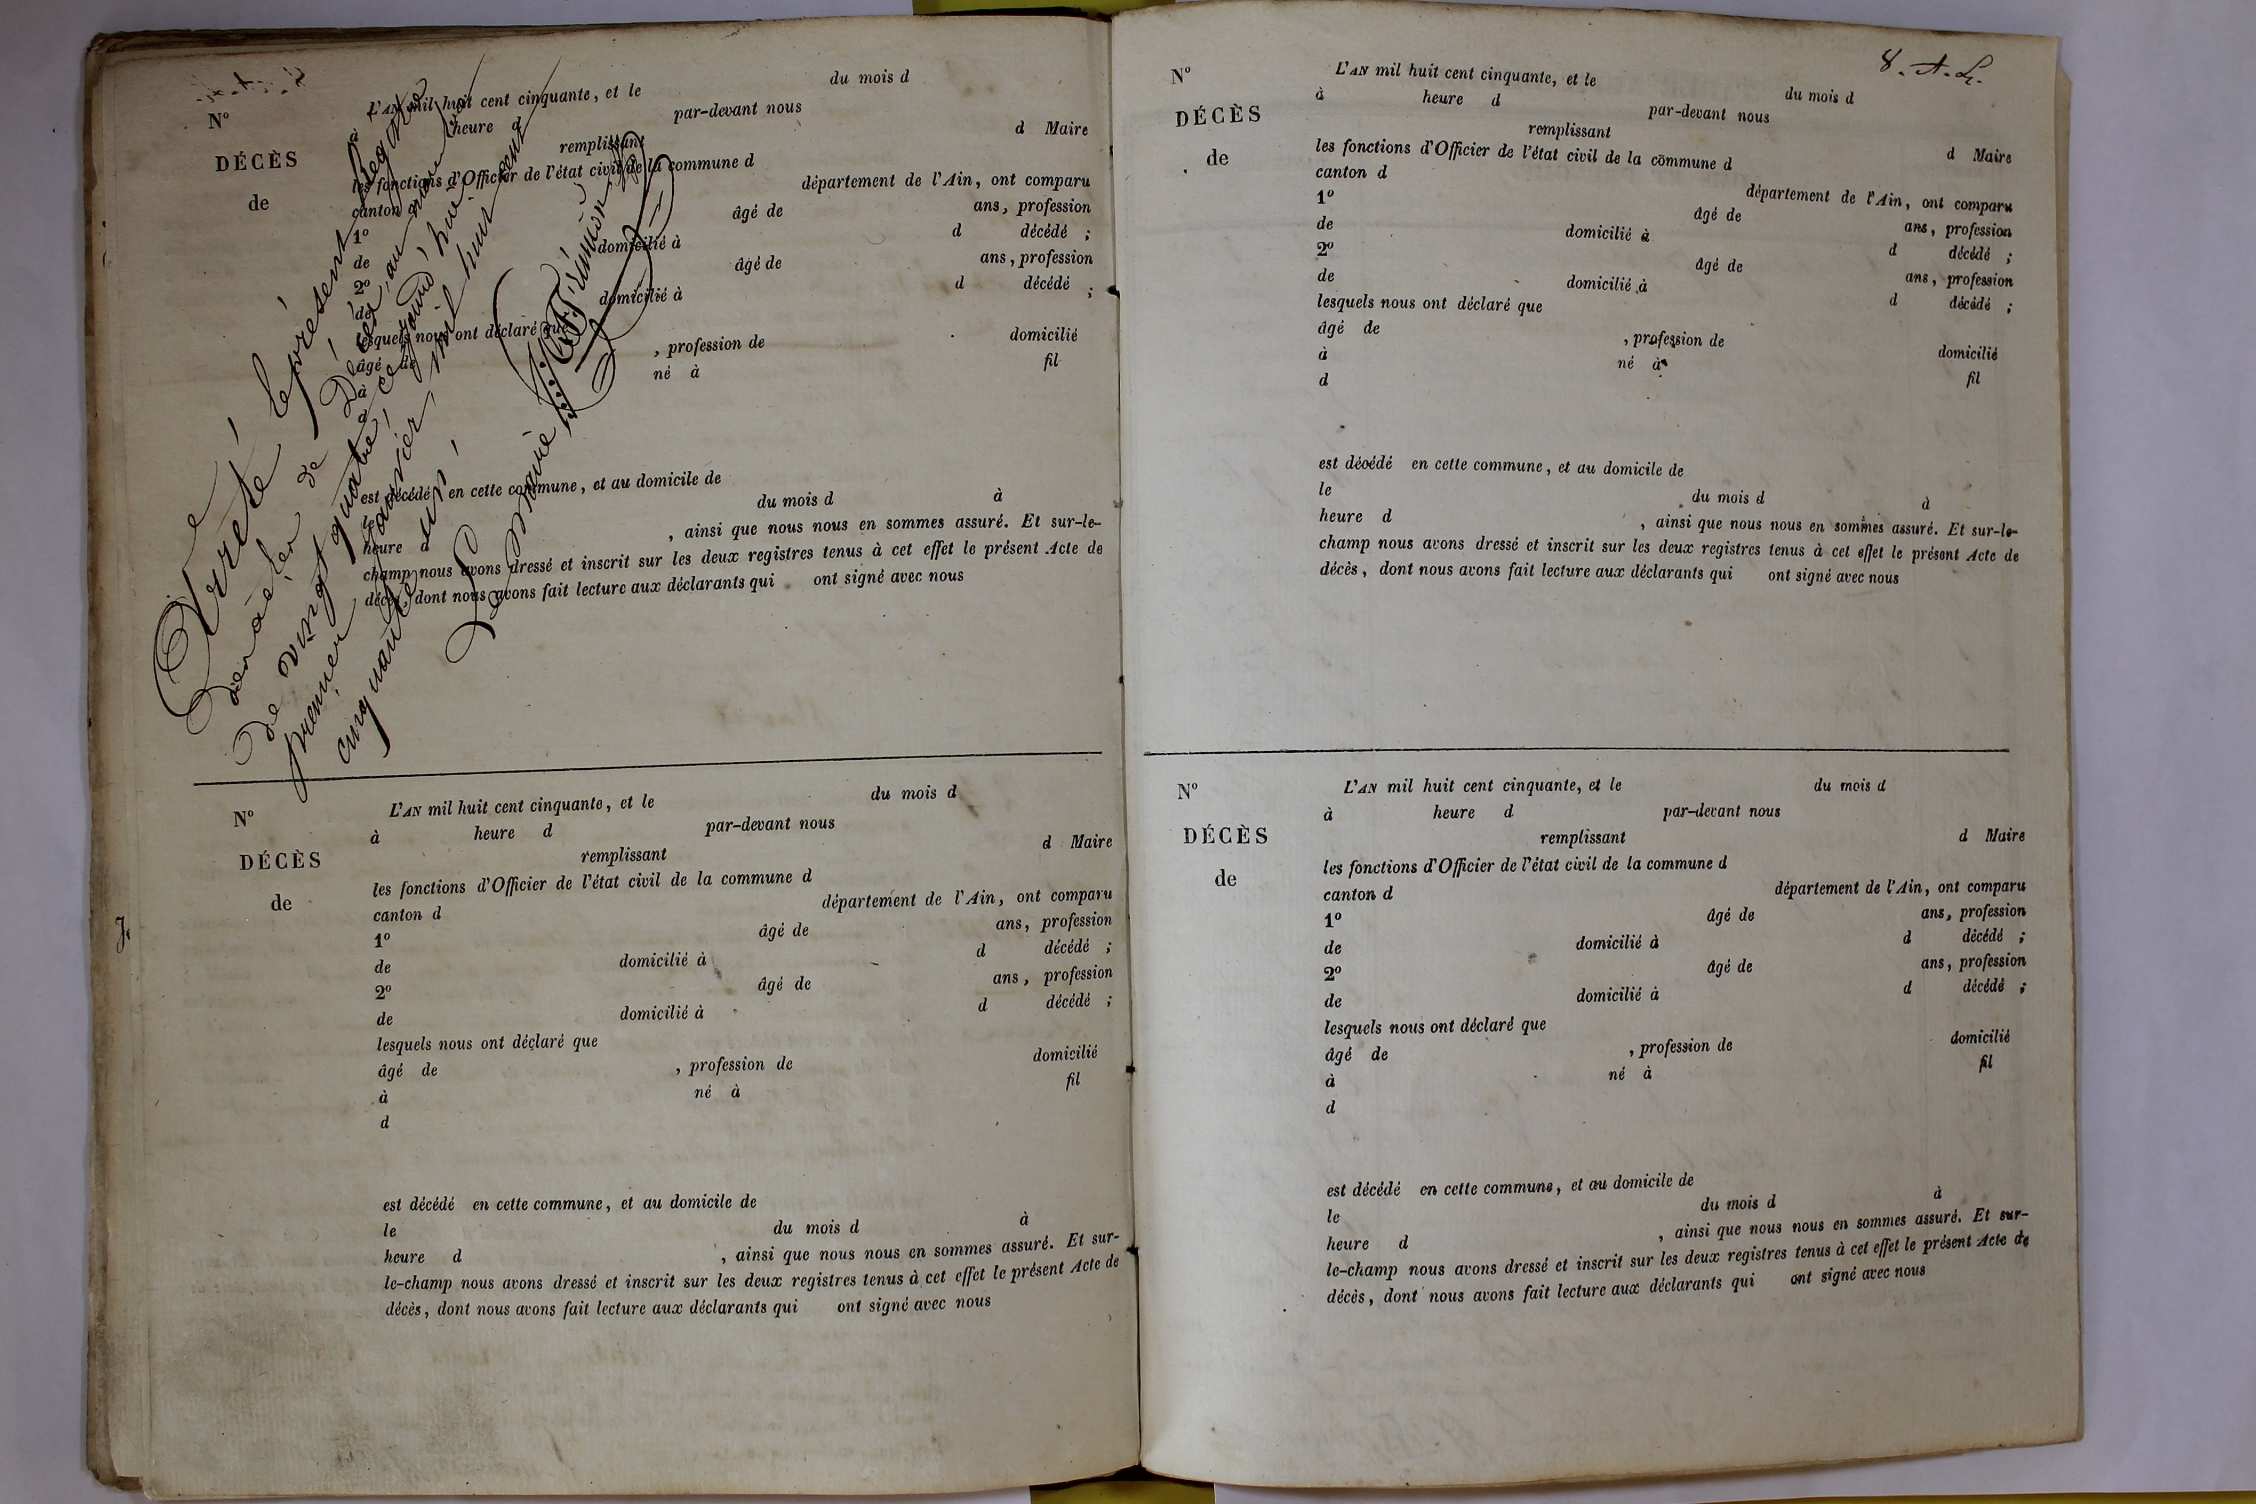 N°
DÉCÈS
de
L'AN mil huit cent cinquante, et le du mois d
à heure d par-devant nous
remplissant d Maire
les fonctions d'Officier de l'état civil de la commune d
canton d département de l'Ain, ont comparu
1° âgé de ans, profession
de domicilié à d décédé ;
2° âgé de ans, profession
de domicilié à d décédé ;
lesquels nous ont déclaré que
âgé de , profession de domicilié
à né à fil
d
est décédé en cette commune, et au domicile de
le du mois d à
heure d , ainsi que nous nous en sommes assuré. Et sur-le-
champ nous avons dressé et inscrit sur les deux registres tenus à cet effet le présent Acte de
décès, dont nous avons fait lecture aux déclarants qui ont signé avec nous
Arrêté le présent Registre
de Décès, au nombre
de vingt quatre, ce jourd'hui
premier janvier mil huit cent
cinquante un,
Le Maire
N°
DÉCÈS
de
L'AN mil huit cent cinquante, et le du mois d
à heure d par-devant nous
remplissant d Maire
les fonctions d'Officier de l'état civil de la commune d
canton d département de l'Ain, ont comparu
1° âgé de ans, profession
de domicilié à d décédé ;
2° âgé de ans, profession
de domicilié à d décédé ;
lesquels nous ont déclaré que
âgé de , profession de domicilié
à né à fil
d
est décédé en cette commune, et au domicile de
le du mois d à
heure d , ainsi que nous nous en sommes assuré. Et sur-
le-champ nous avons dressé et inscrit sur les deux registres tenus à cet effet le présent Acte de
décès, dont nous avons fait lecture aux déclarants qui ont signé avec nous
8. A. L.
N°
DÉCÈS
de
L'AN mil huit cent cinquante, et le du mois d
à heure d par-devant nous
remplissant d Maire
les fonctions d'Officier de l'état civil de la commune d
canton d département de l'Ain, ont comparu
1° âgé de ans, profession
de domicilié à d décédé ;
2° âgé de ans, profession
de domicilié à d décédé ;
lesquels nous ont déclaré que
âgé de , profession de domicilié
à né à fil
d
est décédé en cette commune, et au domicile de
le du mois d à
heure d , ainsi que nous nous en sommes assuré. Et sur-le-
champ nous avons dressé et inscrit sur les deux registres tenus à cet effet le présent Acte de
décès, dont nous avons fait lecture aux déclarants qui ont signé avec nous
N°
DÉCÈS
de
L'AN mil huit cent cinquante, et le du mois d
à heure d par-devant nous
remplissant d Maire
les fonctions d'Officier de l'état civil de la commune d
canton d département de l'Ain, ont comparu
1° âgé de ans, profession
de domicilié à d décédé ;
2° âgé de ans, profession
de domicilié à d décédé ;
lesquels nous ont déclaré que
âgé de , profession de domicilié
à né à fil
d
est décédé en cette commune, et au domicile de
le du mois d à
heure d , ainsi que nous nous en sommes assuré. Et sur-
le-champ nous avons dressé et inscrit sur les deux registres tenus à cet effet le présent Acte de
décès, dont nous avons fait lecture aux déclarants qui ont signé avec nous